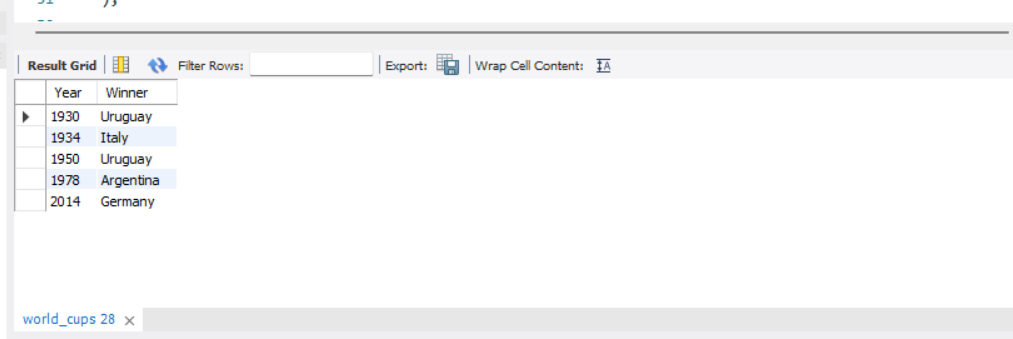 );
Result Grid Filter Rows: Export: Wrap Cell Content: IA
Year Winner
1930 Uruguay
1934 Italy
1950 Uruguay
1978 Argentina
2014 Germany
world_cups 28 ×